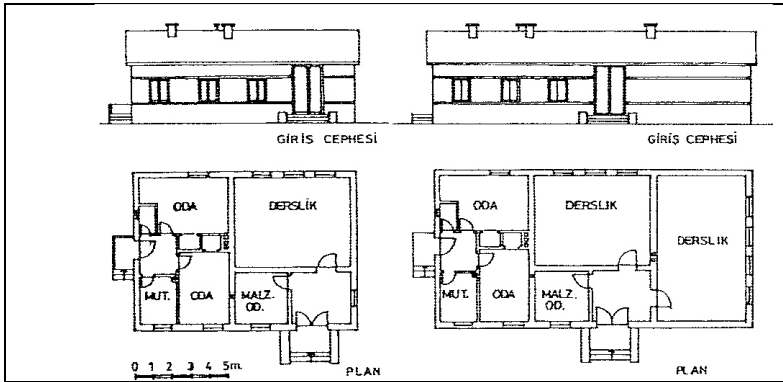 GİRİS CEPHESİ
GİRİŞ CEPHESİ
ODA
DERSLİK
MUT.
ODA
MALZ.
OD.
0 1 2 3 4 5m.
PLAN
ODA
DERSLİK
DERSLİK
MUT.
ODA
MALZ.
OD.
PLAN